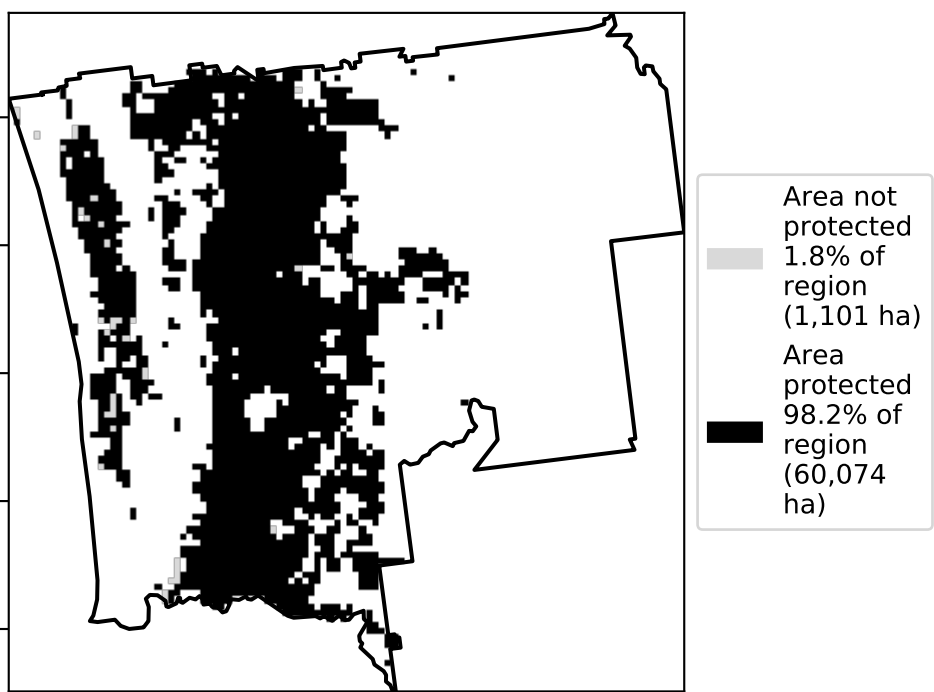 Area not
protected
1.8% of
region
(1,101 ha)
Area
protected
98.2% of
region
(60,074
ha)